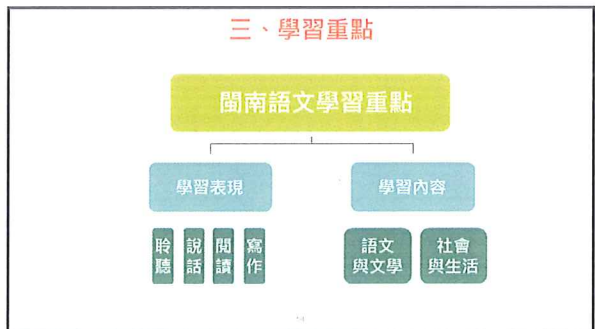 三、學習重點
閩南語文學習重點
學習表現
學習內容
聆聽
說話
閱讀
寫作
語文
與文學
社會
與生活